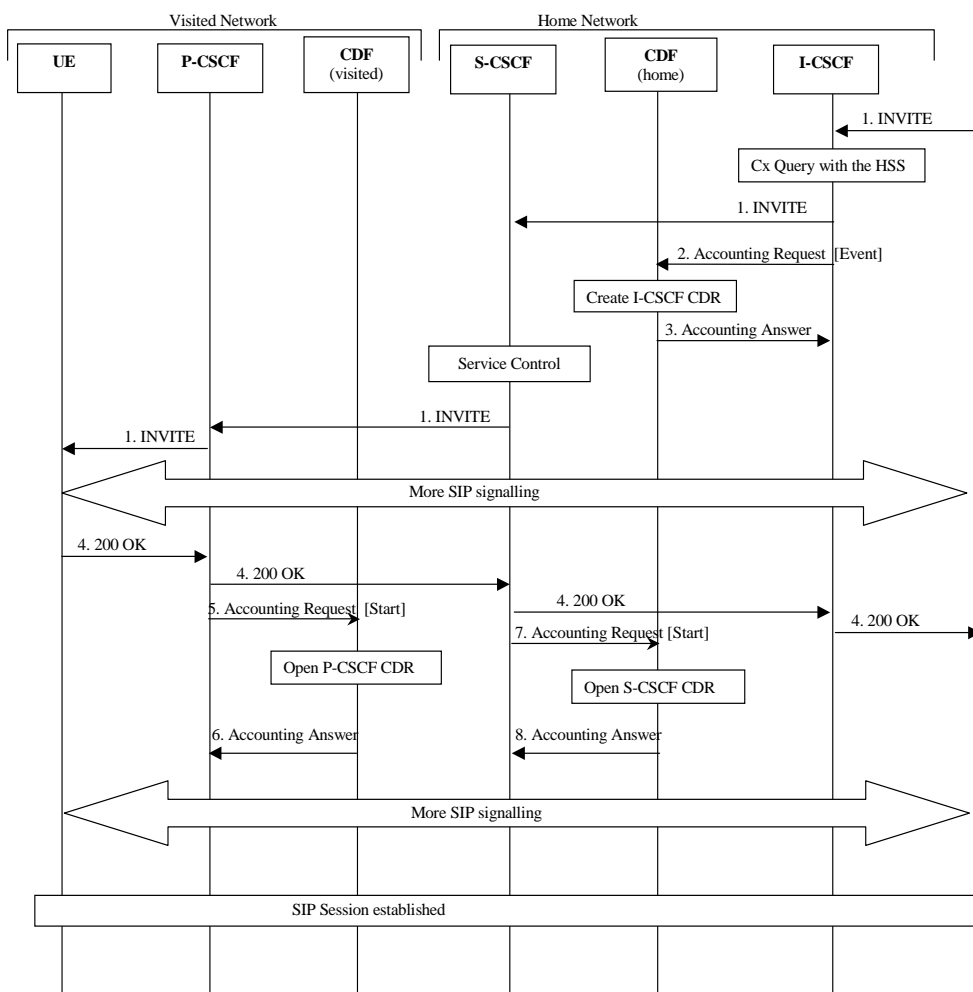 Visited Network
Home Network
UE
P-CSCF
CDF
(visited)
S-CSCF
CDF
(home)
I-CSCF
1. INVITE
Cx Query with the HSS
1. INVITE
2. Accounting Request [Event]
Create I-CSCF CDR
3. Accounting Answer
Service Control
1. INVITE
1. INVITE
More SIP signalling
4. 200 OK
4. 200 OK
4. 200 OK
5. Accounting Request [Start]
4. 200 OK
7. Accounting Request [Start]
Open P-CSCF CDR
Open S-CSCF CDR
6. Accounting Answer
8. Accounting Answer
More SIP signalling
SIP Session established